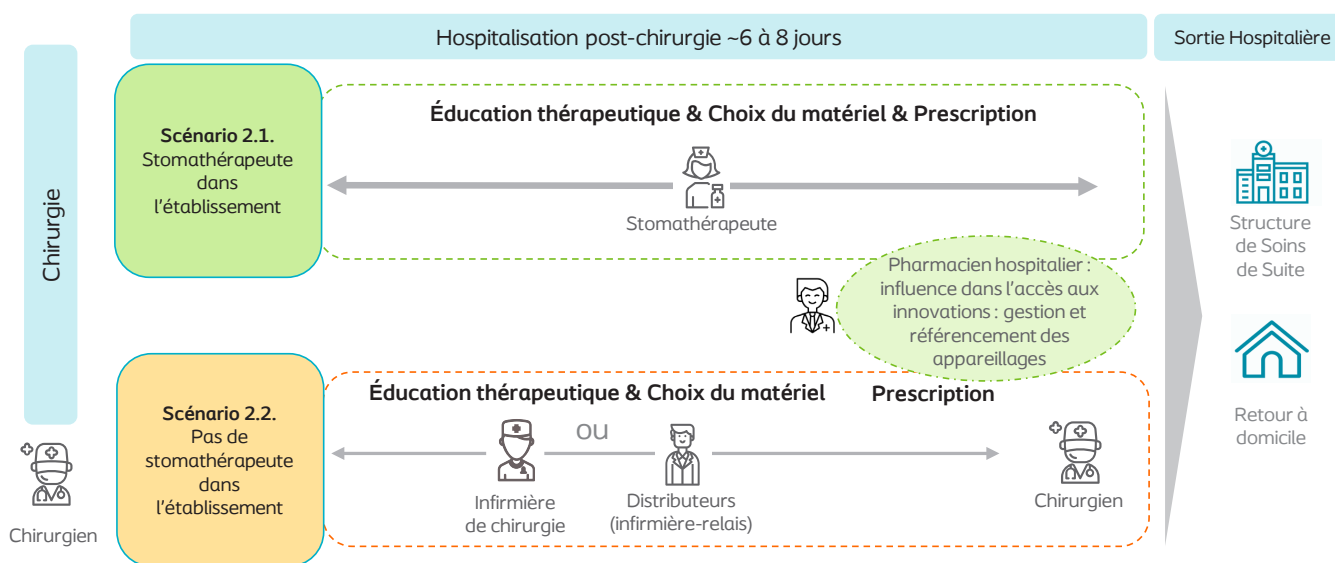 Hospitalisation post-chirurgie ~6 à 8 jours
Sortie Hospitalière
Chirurgie
Chirurgien
Scénario 2.1.
Stomathérapeute
dans
l'établissement
Éducation thérapeutique & Choix du matériel & Prescription
Stomathérapeute
Pharmacien hospitalier :
influence dans l'accès aux
innovations : gestion et
référencement des
appareillages
Scénario 2.2.
Pas de
stomathérapeute
dans
l'établissement
Éducation thérapeutique & Choix du matériel
Prescription
ou
Infirmière
de chirurgie
Distributeurs
(infirmière-relais)
Chirurgien
Structure
de Soins
de Suite
Retour à
domicile